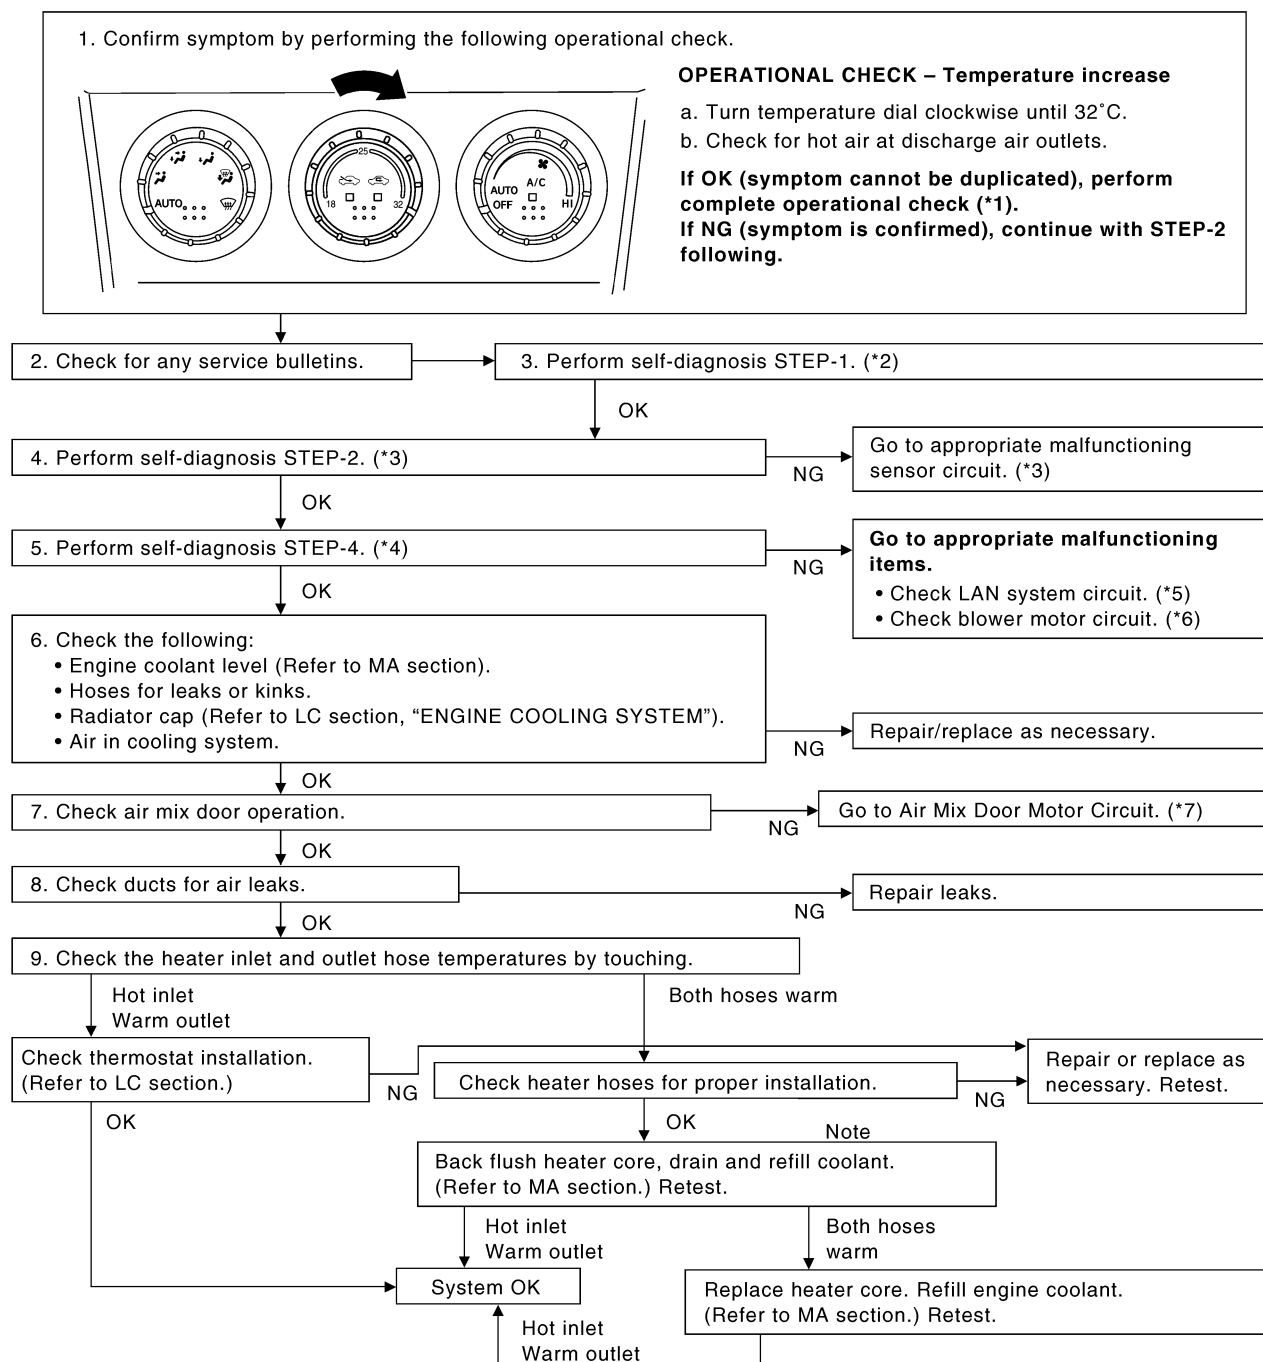 1. Confirm symptom by performing the following operational check.
OPERATIONAL CHECK – Temperature increase
a. Turn temperature dial clockwise until 32˚C.
b. Check for hot air at discharge air outlets.
If OK (symptom cannot be duplicated), perform
complete operational check (*1).
If NG (symptom is confirmed), continue with STEP-2
following.
AUTO
25
18
32
AUTO
OFF
A/C
HI
2. Check for any service bulletins.
3. Perform self-diagnosis STEP-1. (*2)
OK
4. Perform self-diagnosis STEP-2. (*3)
NG
Go to appropriate malfunctioning
sensor circuit. (*3)
OK
5. Perform self-diagnosis STEP-4. (*4)
NG
Go to appropriate malfunctioning
items.
• Check LAN system circuit. (*5)
• Check blower motor circuit. (*6)
OK
6. Check the following:
• Engine coolant level (Refer to MA section).
• Hoses for leaks or kinks.
• Radiator cap (Refer to LC section, “ENGINE COOLING SYSTEM”).
• Air in cooling system.
NG
Repair/replace as necessary.
OK
7. Check air mix door operation.
NG
Go to Air Mix Door Motor Circuit. (*7)
OK
8. Check ducts for air leaks.
NG
Repair leaks.
OK
9. Check the heater inlet and outlet hose temperatures by touching.
Hot inlet
Warm outlet
Both hoses warm
Check thermostat installation.
(Refer to LC section.)
NG
Check heater hoses for proper installation.
NG
Repair or replace as
necessary. Retest.
OK
OK
Note
Back flush heater core, drain and refill coolant.
(Refer to MA section.) Retest.
Hot inlet
Warm outlet
Both hoses
warm
System OK
Replace heater core. Refill engine coolant.
(Refer to MA section.) Retest.
Hot inlet
Warm outlet